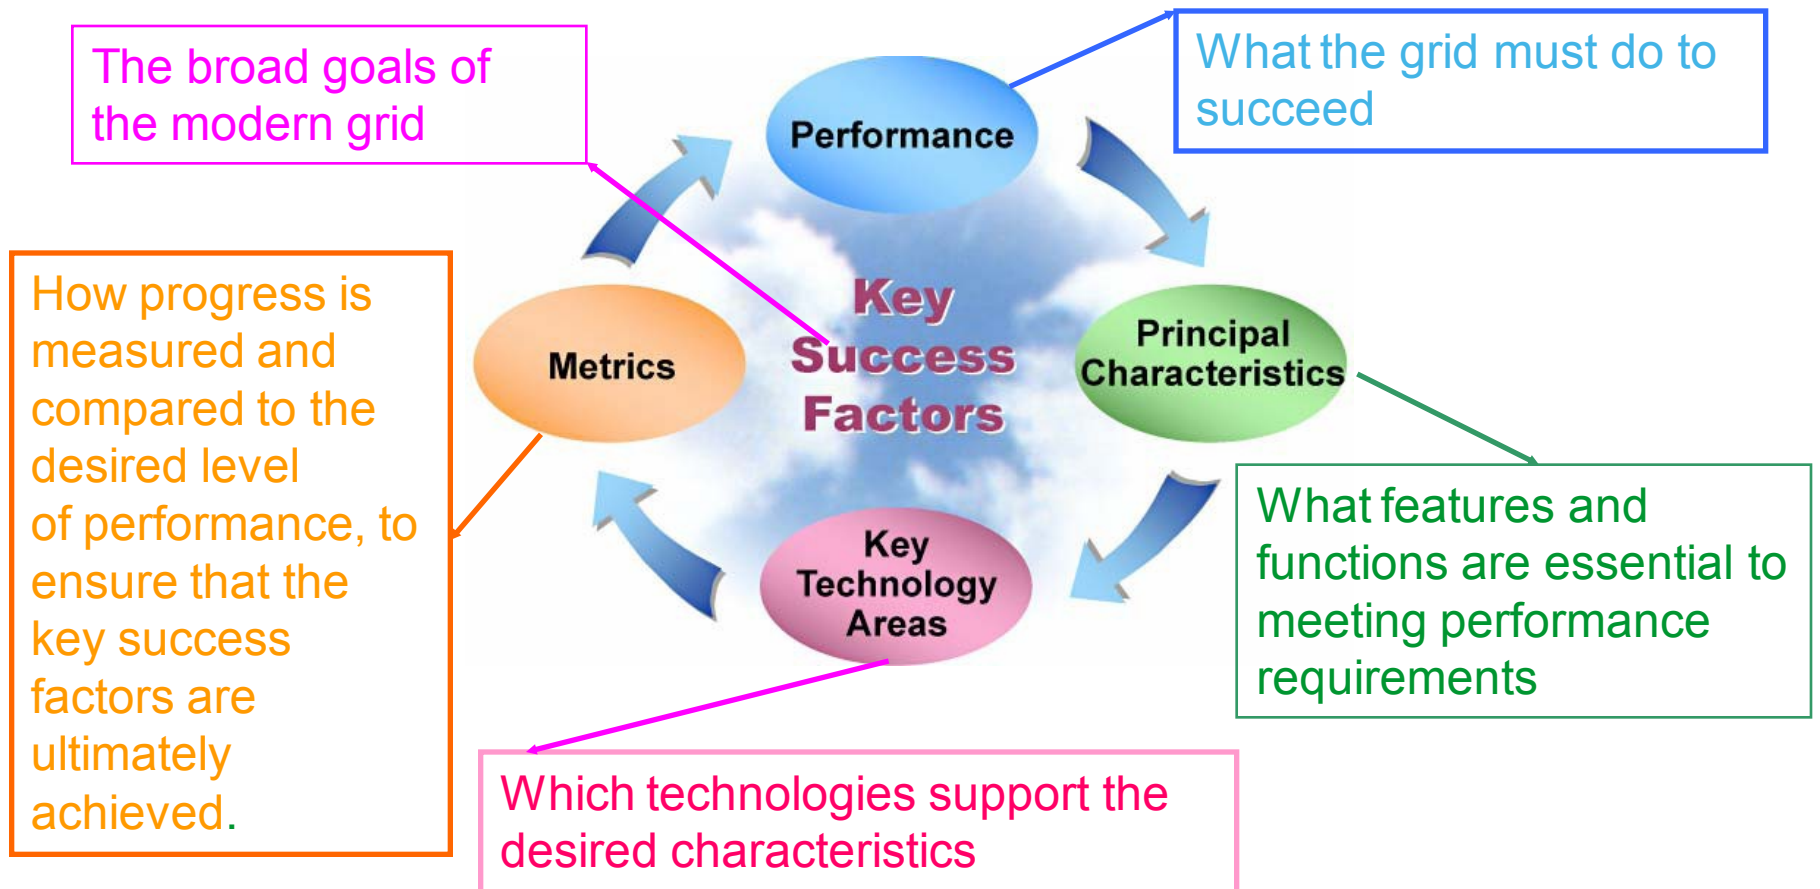 The broad goals of
the modern grid
What the grid must do to
succeed
Performance
How progress is
measured and
compared to the
desired level
of performance, to
ensure that the
key success
factors are
ultimately
achieved.
Metrics
Key
Success
Factors
Principal
Characteristics
What features and
functions are essential to
meeting performance
requirements
Key
Technology
Areas
Which technologies support the
desired characteristics